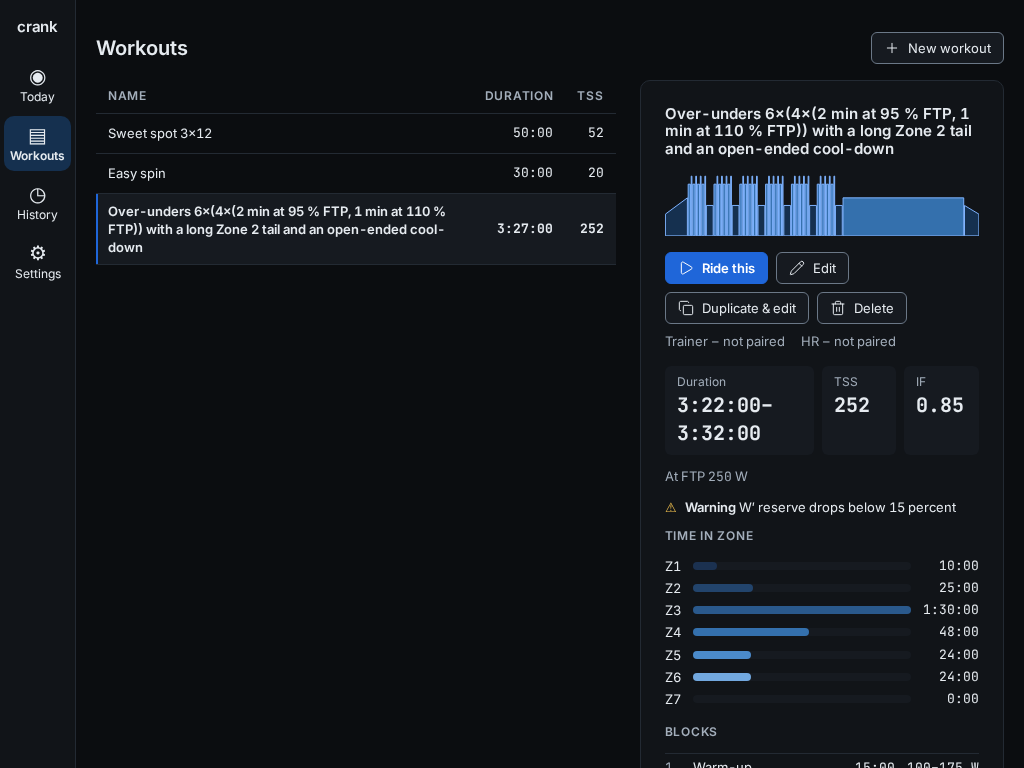 crank
Today
Workouts
History
Settings
Workouts
New workout
NAME DURATION TSS
Sweet spot 3×12 50:00 52
Easy spin 30:00 20
Over-unders 6×(4×(2 min at 95 % FTP, 1 min at 110 %
FTP)) with a long Zone 2 tail and an open-ended cool-
down
3:27:00 252
Over-unders 6×(4×(2 min at 95 % FTP, 1
min at 110 % FTP)) with a long Zone 2 tail
and an open-ended cool-down
Ride this
Edit
Duplicate & edit
Delete
Trainer – not paired HR – not paired
Duration
3:22:00–
3:32:00
TSS
252
IF
0.85
At FTP 250 W
⚠ Warning W′ reserve drops below 15 percent
TIME IN ZONE
Z1 10:00
Z2 25:00
Z3 1:30:00
Z4 48:00
Z5 24:00
Z6 24:00
Z7 0:00
BLOCKS
1 Warm-up 15:00 100–175 W